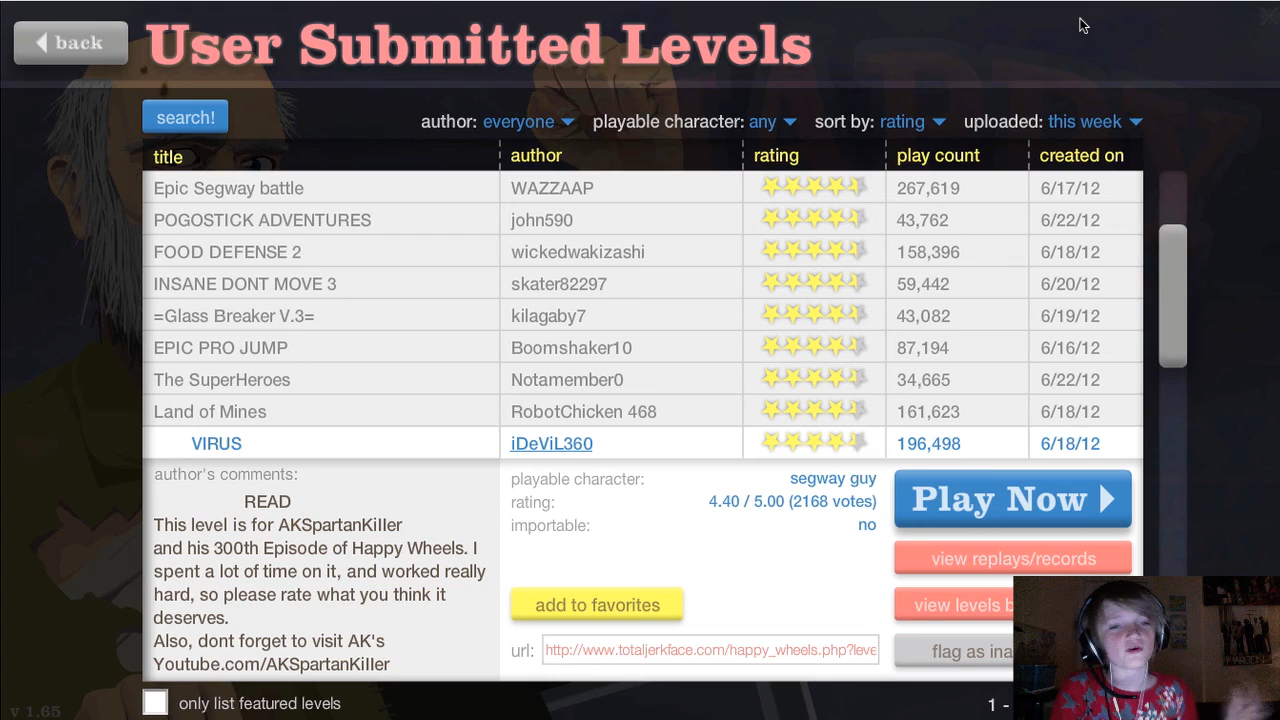 back
User Submitted Levels
search!
author: everyone playable character: any sort by: rating uploaded: this week
title author rating play count created on
Epic Segway battle WAZZAAP 267,619 6/17/12
POGOSTICK ADVENTURES john590 43,762 6/22/12
FOOD DEFENSE 2 wickedwakizashi 158,396 6/18/12
INSANE DONT MOVE 3 skater82297 59,442 6/20/12
=Glass Breaker V.3= kilagaby7 43,082 6/19/12
EPIC PRO JUMP Boomshaker10 87,194 6/16/12
The SuperHeroes Notamember0 34,665 6/22/12
Land of Mines RobotChicken 468 161,623 6/18/12
VIRUS iDeViL360 196,498 6/18/12
author's comments:
READ
This level is for AKSpartanKiller
and his 300th Episode of Happy Wheels. I
spent a lot of time on it, and worked really
hard, so please rate what you think it
deserves.
Also, dont forget to visit AK's
Youtube.com/AKSpartanKiller
playable character: segway guy
rating: 4.40 / 5.00 (2168 votes)
importable: no
add to favorites
url: http://www.totaljerkface.com/happy_wheels.php?leve
Play Now
view replays/records
view levels b
flag as ina
only list featured levels
1 -
v 1.65